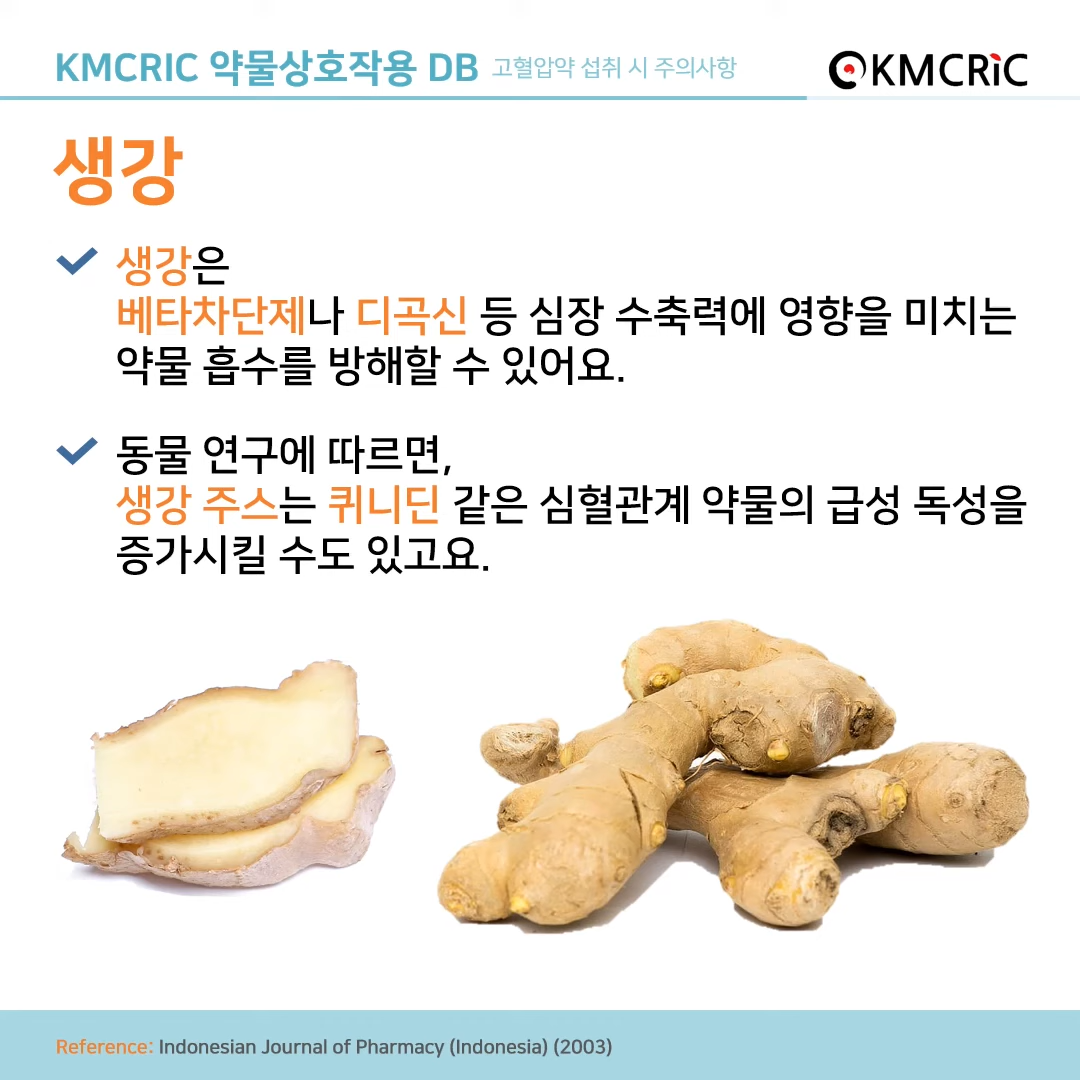 KMCRIC 약물상호작용 DB 고혈압약 섭취 시 주의사항
KMCRIC
생강
생강은
베타차단제나 디곡신 등 심장 수축력에 영향을 미치는
약물 흡수를 방해할 수 있어요.
동물 연구에 따르면,
생강 주스는 퀴니딘 같은 심혈관계 약물의 급성 독성을
증가시킬 수도 있고요.
Reference: Indonesian Journal of Pharmacy (Indonesia) (2003)